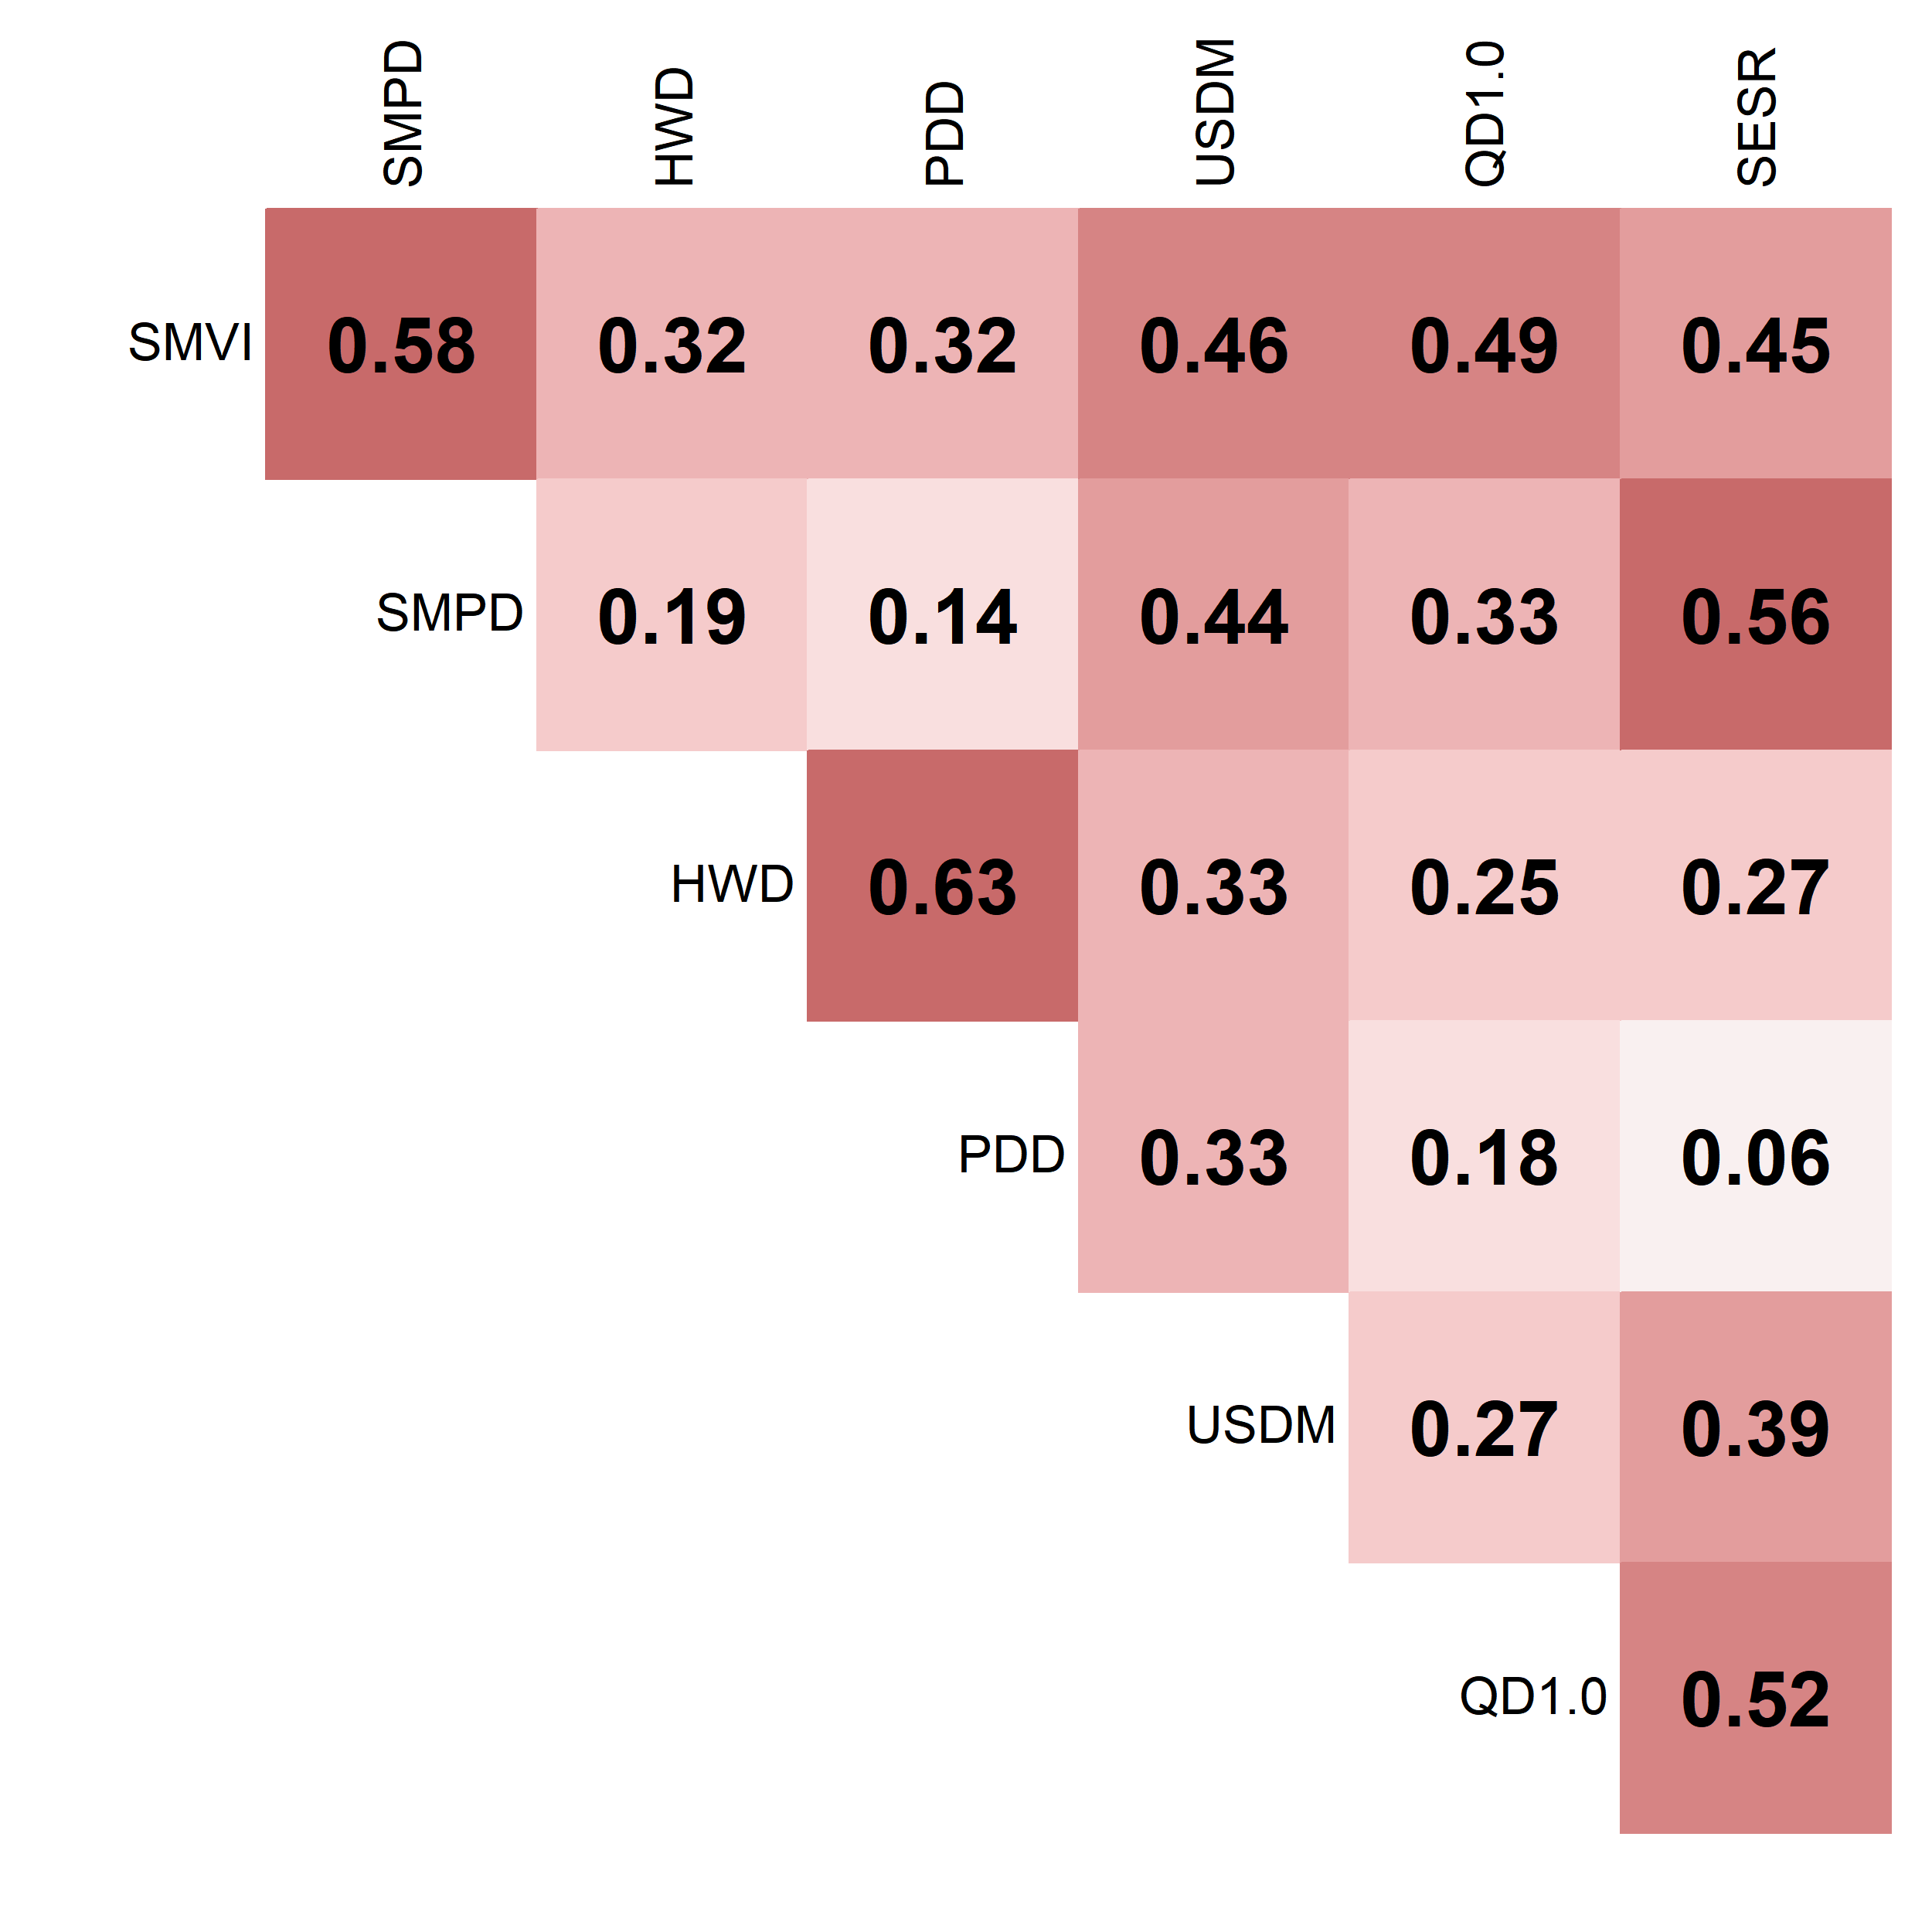 SMPD HWD PDD USDM QD1.0 SESR
SMVI 0.58 0.32 0.32 0.46 0.49 0.45
SMPD 0.19 0.14 0.44 0.33 0.56
HWD 0.63 0.33 0.25 0.27
PDD 0.33 0.18 0.06
USDM 0.27 0.39
QD1.0 0.52